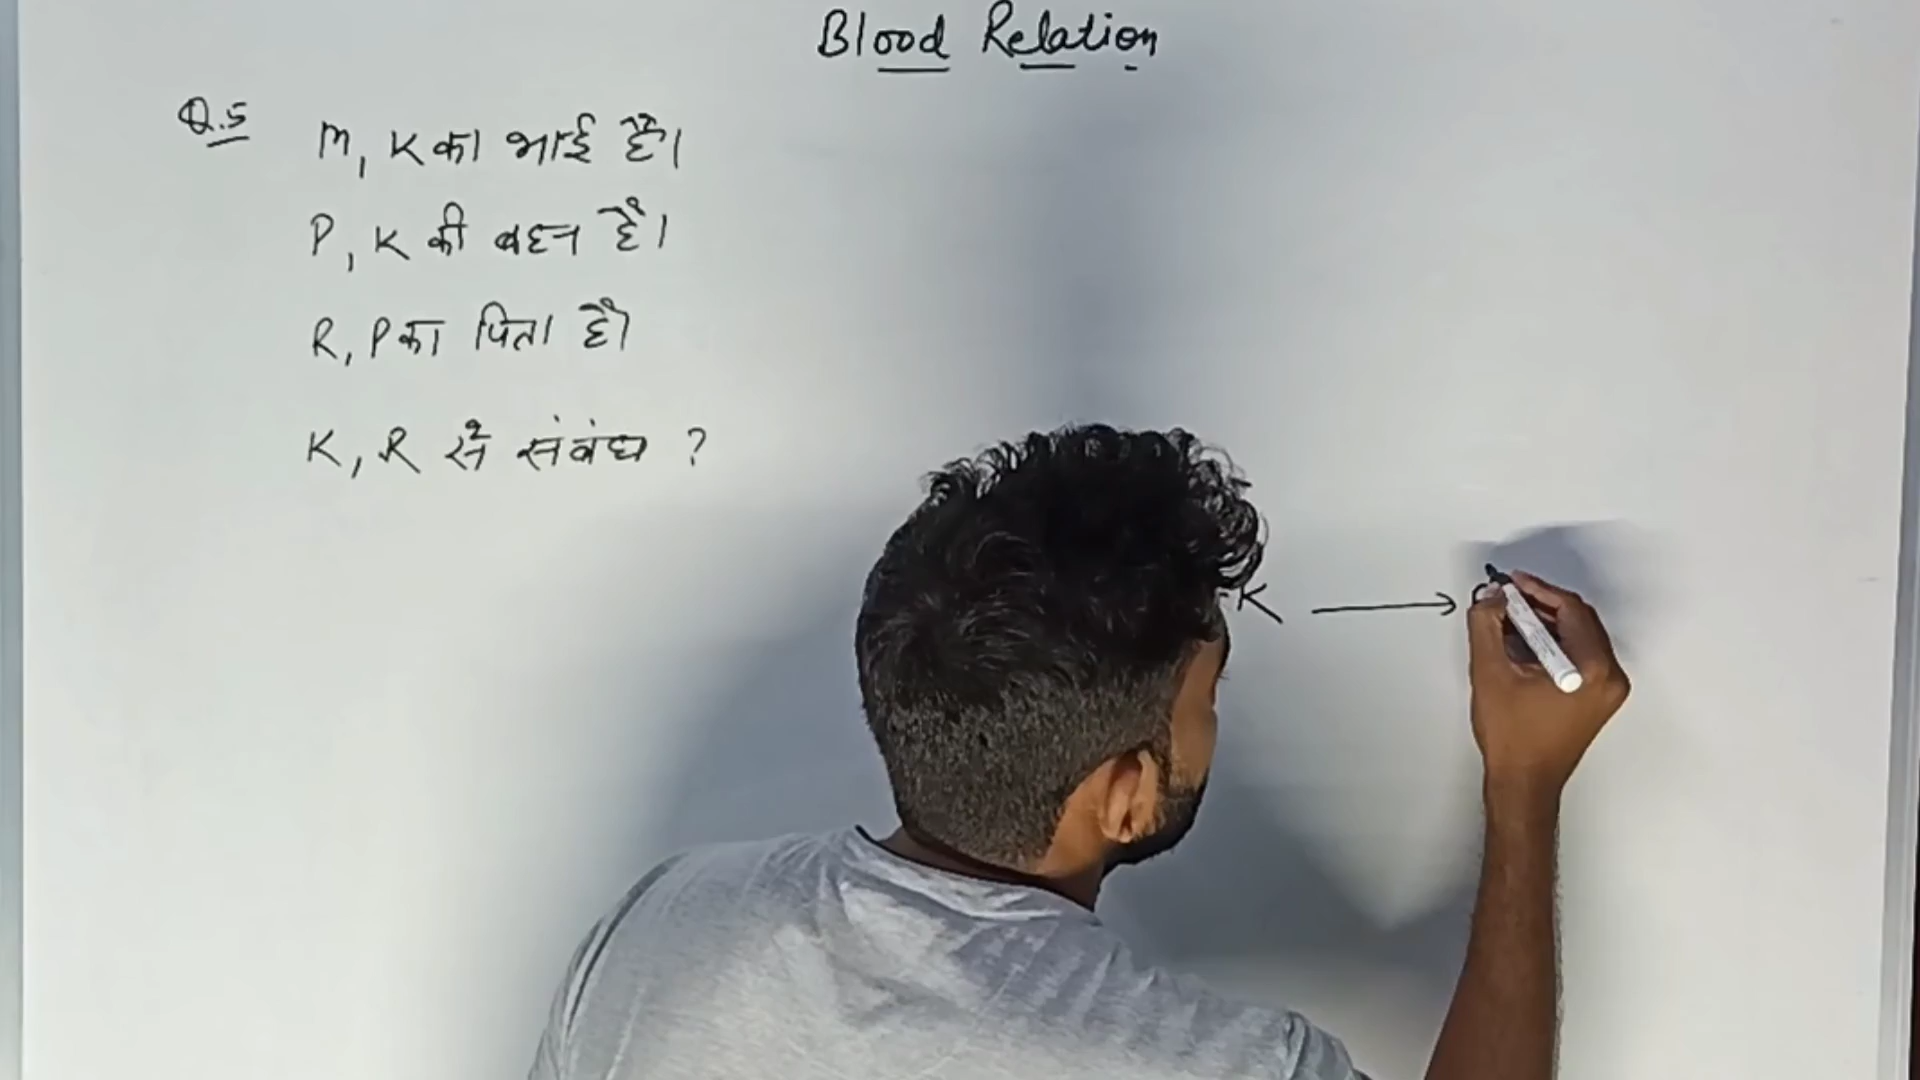 Blood Relation
Q.5 M, K का भाई है।
P, K की बहन है।
R, P का पिता है।
K, R से संबंध ?
K →